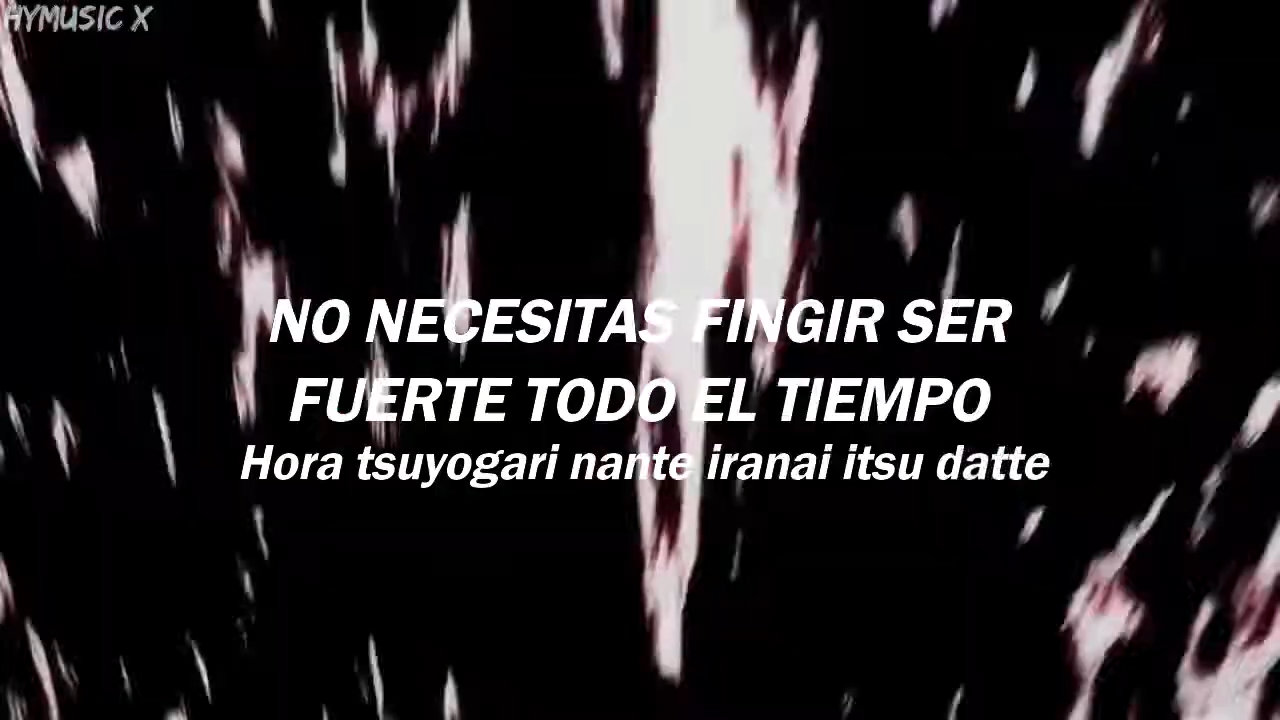 HYMUSIC X
NO NECESITAS FINGIR SER
FUERTE TODO EL TIEMPO
Hora tsuyogari nante iranai itsu datte